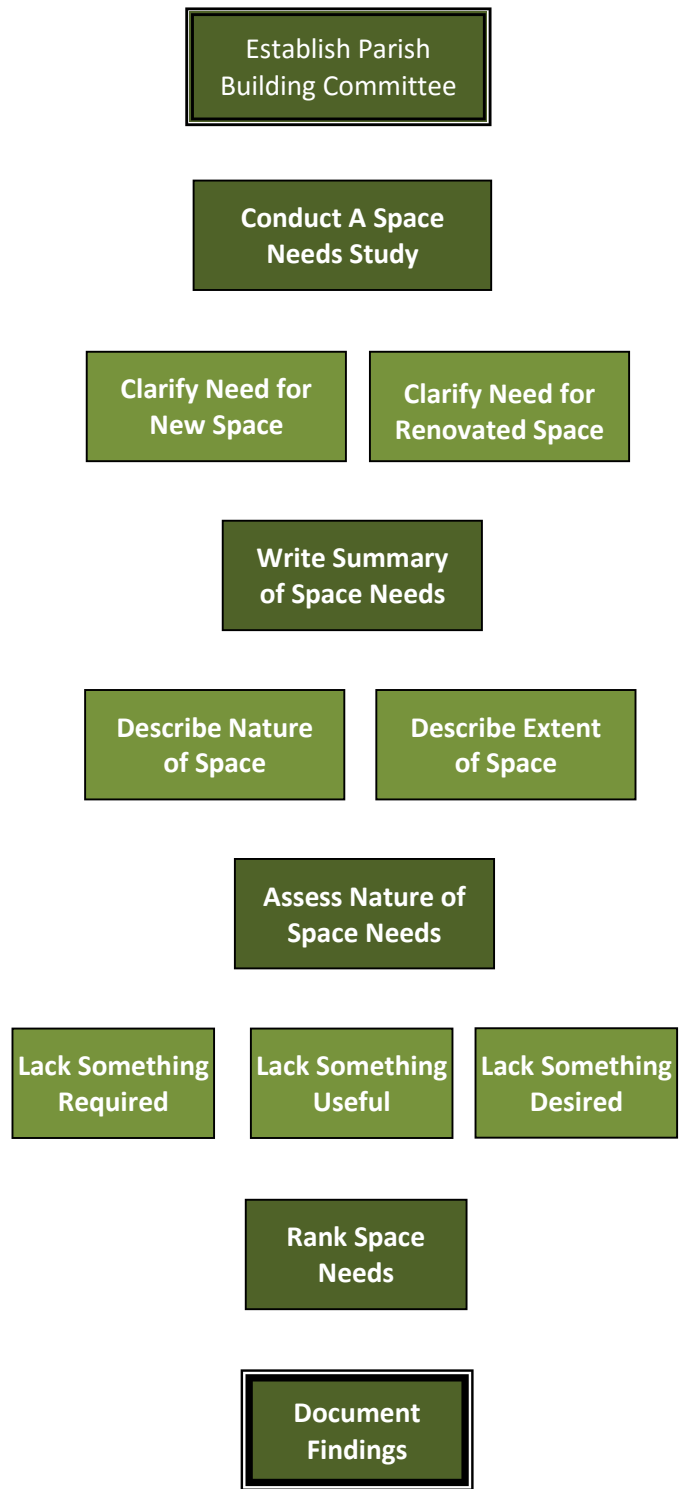 Establish Parish
Building Committee
Conduct A Space
Needs Study
Clarify Need for
New Space
Clarify Need for
Renovated Space
Write Summary
of Space Needs
Describe Nature
of Space
Describe Extent
of Space
Assess Nature of
Space Needs
Lack Something
Required
Lack Something
Useful
Lack Something
Desired
Rank Space
Needs
Document
Findings